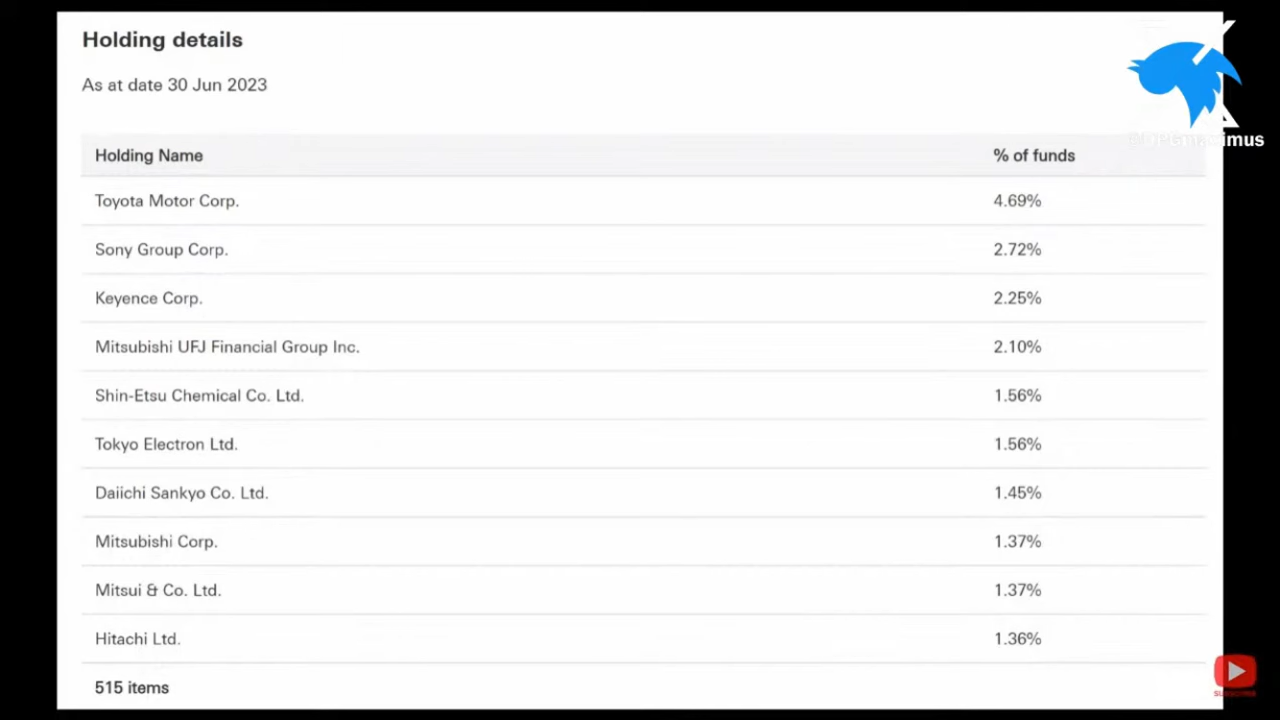 Holding details
As at date 30 Jun 2023
Holding Name % of funds
Toyota Motor Corp. 4.69%
Sony Group Corp. 2.72%
Keyence Corp. 2.25%
Mitsubishi UFJ Financial Group Inc. 2.10%
Shin-Etsu Chemical Co. Ltd. 1.56%
Tokyo Electron Ltd. 1.56%
Daiichi Sankyo Co. Ltd. 1.45%
Mitsubishi Corp. 1.37%
Mitsui & Co. Ltd. 1.37%
Hitachi Ltd. 1.36%
515 items
SUBSCRIBE